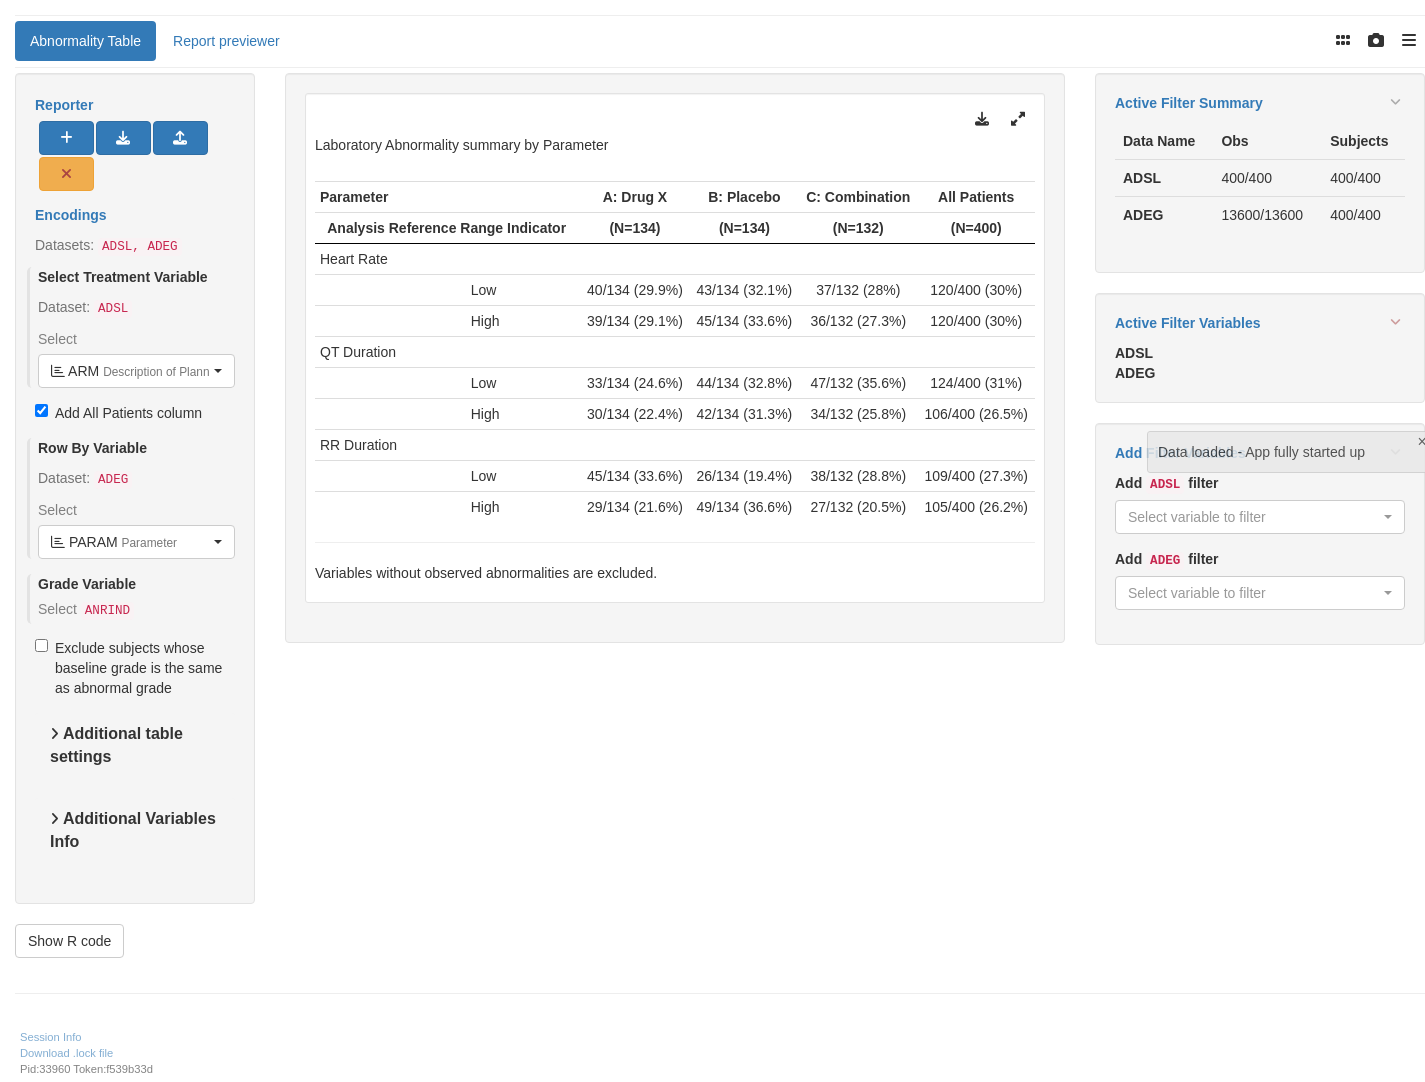 Abnormality Table
Report previewer
Reporter
Encodings
Datasets: ADSL, ADEG
Select Treatment Variable
Dataset: ADSL
Select
ARM Description of Plann
Add All Patients column
Row By Variable
Dataset: ADEG
Select
PARAM Parameter
Grade Variable
Select ANRIND
Exclude subjects whose
baseline grade is the same
as abnormal grade
Additional table
settings
Additional Variables
Info
Show R code
Laboratory Abnormality summary by Parameter
Parameter A: Drug X B: Placebo C: Combination All Patients
Analysis Reference Range Indicator (N=134) (N=134) (N=132) (N=400)
Heart Rate
Low 40/134 (29.9%) 43/134 (32.1%) 37/132 (28%) 120/400 (30%)
High 39/134 (29.1%) 45/134 (33.6%) 36/132 (27.3%) 120/400 (30%)
QT Duration
Low 33/134 (24.6%) 44/134 (32.8%) 47/132 (35.6%) 124/400 (31%)
High 30/134 (22.4%) 42/134 (31.3%) 34/132 (25.8%) 106/400 (26.5%)
RR Duration
Low 45/134 (33.6%) 26/134 (19.4%) 38/132 (28.8%) 109/400 (27.3%)
High 29/134 (21.6%) 49/134 (36.6%) 27/132 (20.5%) 105/400 (26.2%)
Variables without observed abnormalities are excluded.
Active Filter Summary
Data Name Obs Subjects
ADSL 400/400 400/400
ADEG 13600/13600 400/400
Active Filter Variables
ADSL
ADEG
Add
Data loaded - App fully started up
×
Add ADSL filter
Select variable to filter
Add ADEG filter
Select variable to filter
Session Info
Download .lock file
Pid:33960 Token:f539b33d